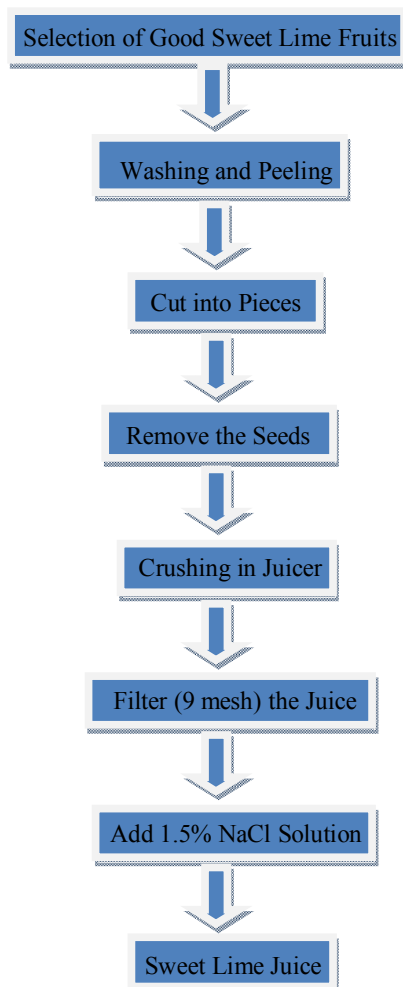 Selection of Good Sweet Lime Fruits
Washing and Peeling
Cut into Pieces
Remove the Seeds
Crushing in Juicer
Filter (9 mesh) the Juice
Add 1.5% NaCl Solution
Sweet Lime Juice